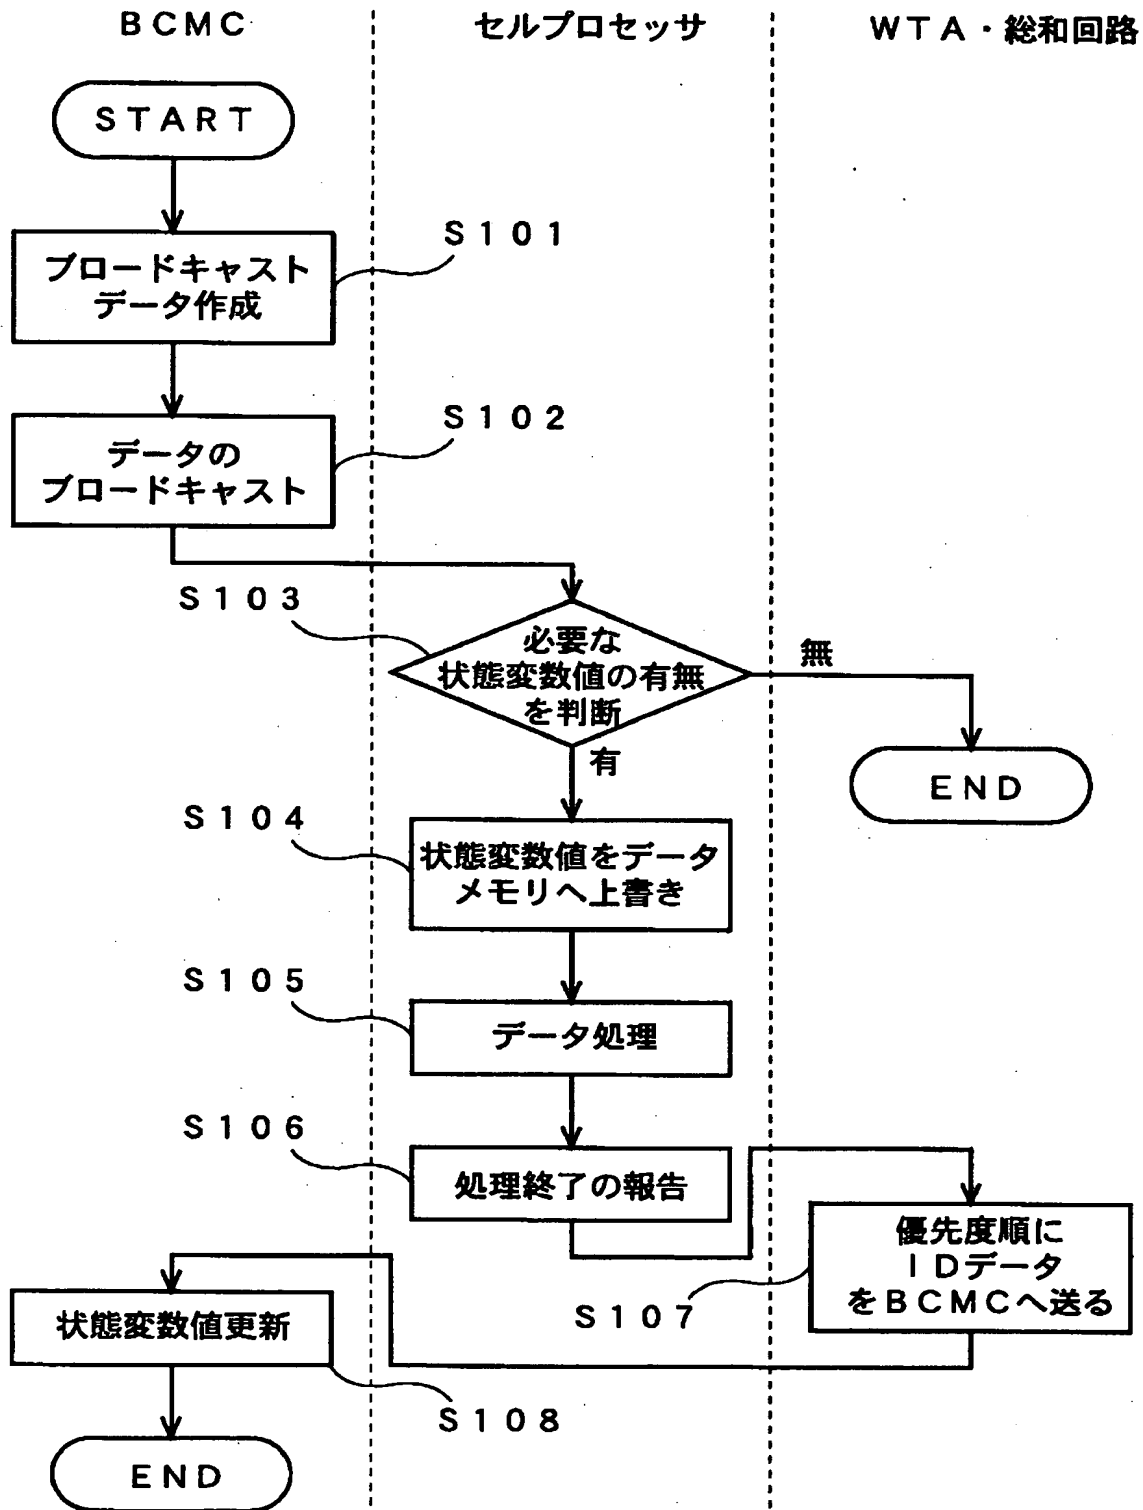 ＢＣＭＣ
セルプロセッサ
ＷＴＡ・総和回路
ＳＴＡＲＴ
Ｓ１０１
ブロードキャスト
データ作成
Ｓ１０２
データの
ブロードキャスト
Ｓ１０３
必要な
状態変数値の有無
を判断
無
有
ＥＮＤ
Ｓ１０４
状態変数値をデータ
メモリへ上書き
Ｓ１０５
データ処理
Ｓ１０６
処理終了の報告
優先度順に
ＩＤデータ
をＢＣＭＣへ送る
Ｓ１０７
状態変数値更新
Ｓ１０８
ＥＮＤ